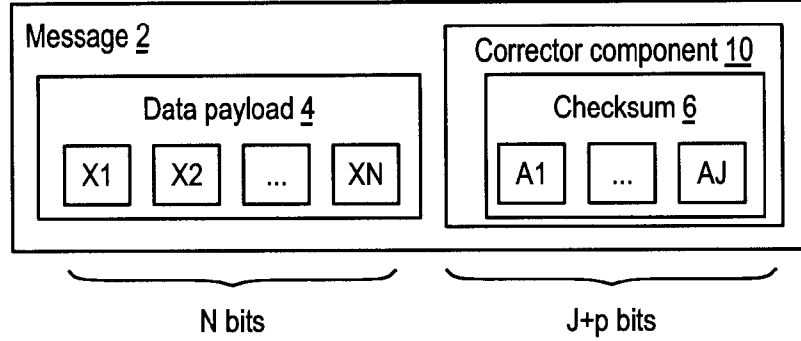 Message 2
Corrector component 10
Data payload 4
Checksum 6
X1 X2 ... XN
A1 ... AJ
N bits
J+p bits